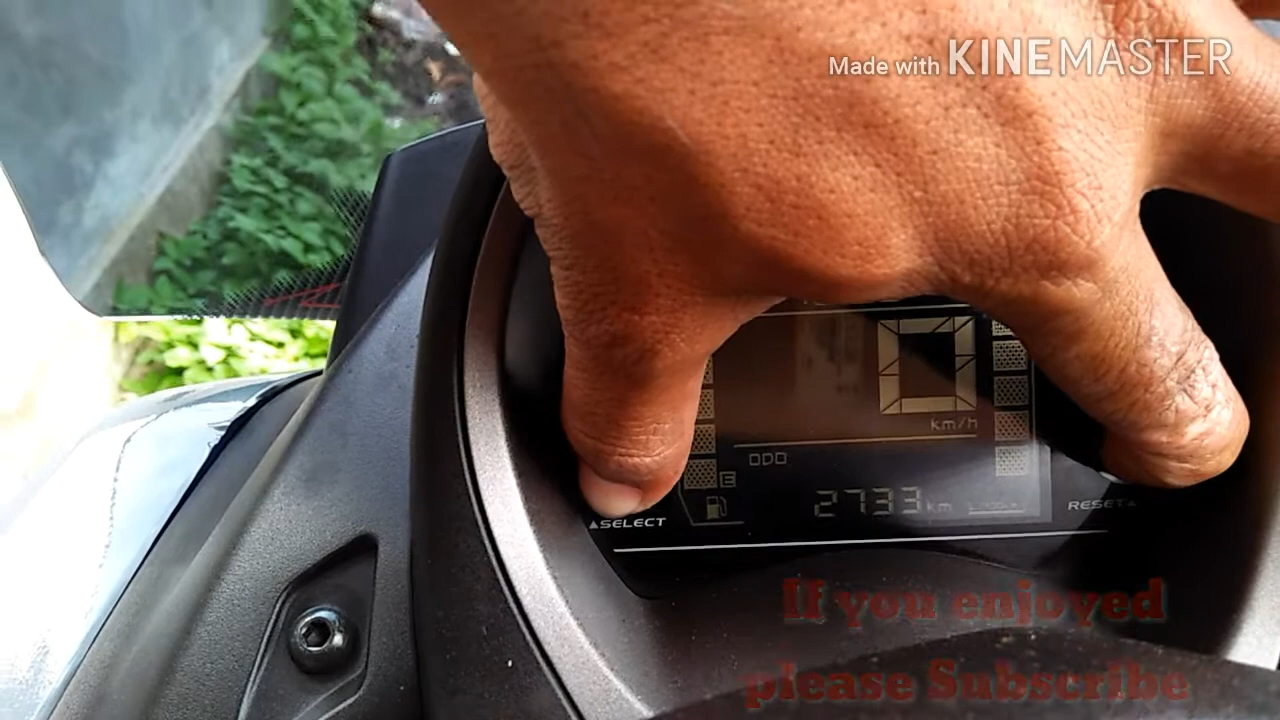 Made with KINEMASTER
0
km/h
ODO
E
2733 km
▲SELECT
RESET▲
If you enjoyed
please Subscribe